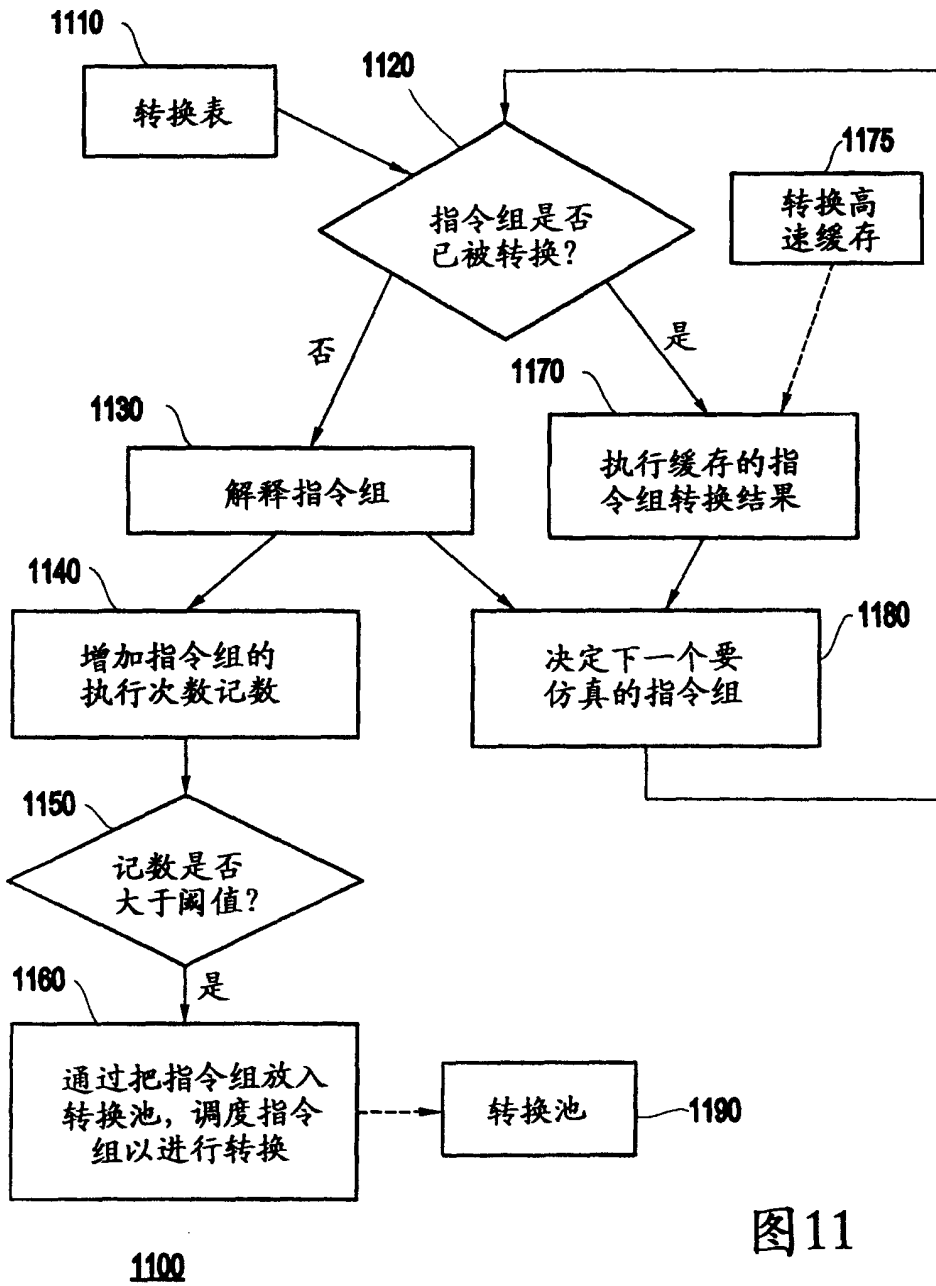 1110
转换表
1120
指令组是否
已被转换？
1175
转换高
速缓存
否
是
1130
解释指令组
1170
执行缓存的指
令组转换结果
1140
增加指令组的
执行次数记数
1180
决定下一个要
仿真的指令组
1150
记数是否
大于阈值？
是
1160
通过把指令组放入
转换池，调度指令
组以进行转换
转换池
1190
图11
1100